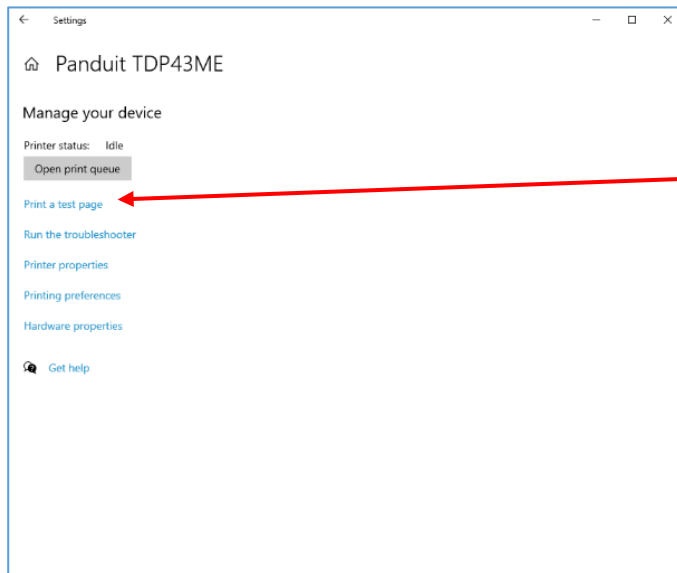 Settings
Panduit TDP43ME
Manage your device
Printer status: Idle
Open print queue
Print a test page
Run the troubleshooter
Printer properties
Printing preferences
Hardware properties
Get help